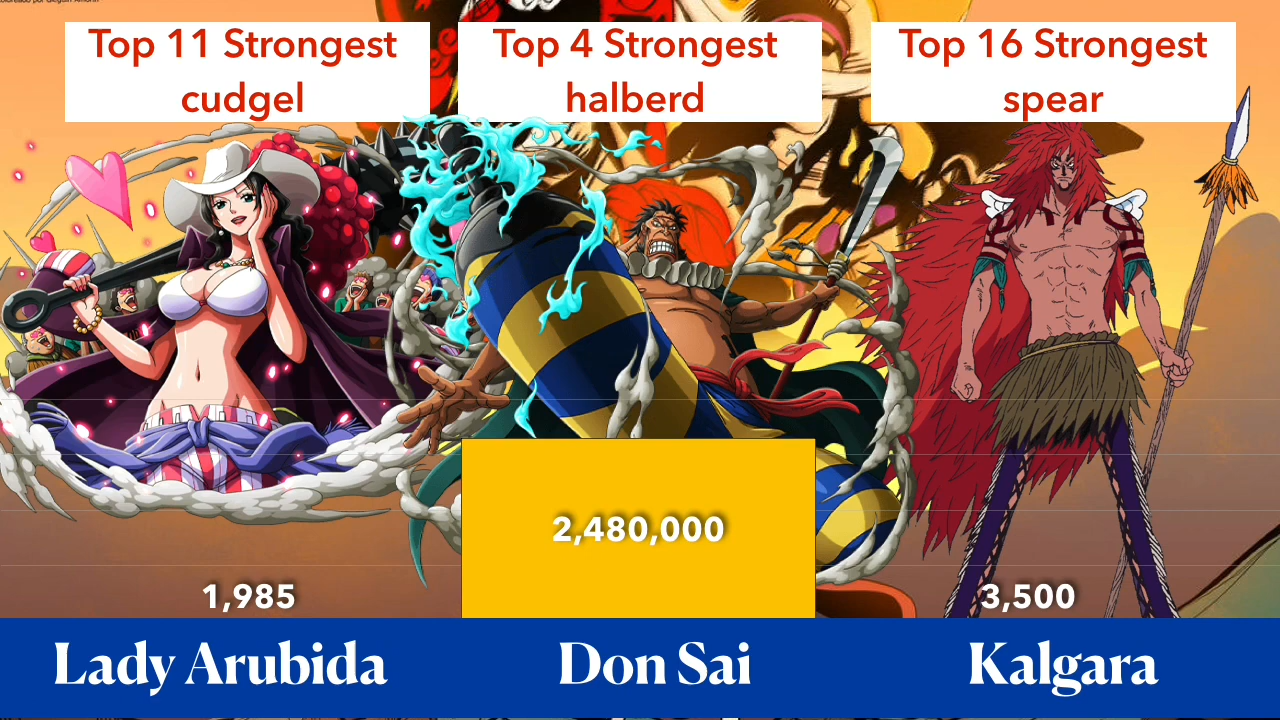 Top 11 Strongest
cudgel
Top 4 Strongest
halberd
Top 16 Strongest
spear
2,480,000
1,985
3,500
Lady Arubida
Don Sai
Kalgara